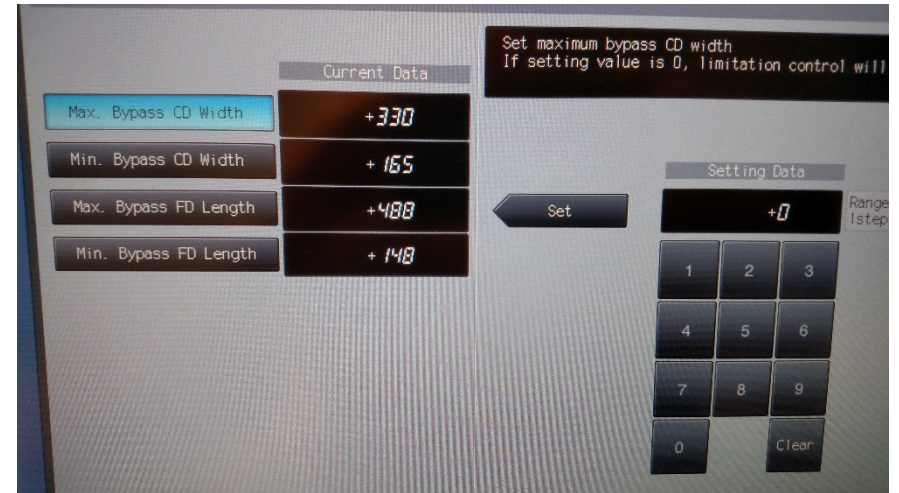 Set maximum bypass CD width
If setting value is 0, limitation control will
Current Data
Max. Bypass CD Width
+330
Min. Bypass CD Width
+165
Max. Bypass FD Length
+488
Min. Bypass FD Length
+148
Set
Setting Data
+0
Range
1step
1 2 3
4 5 6
7 8 9
0 Clear